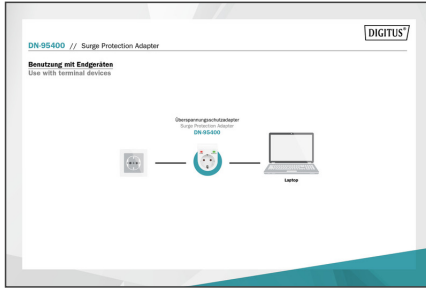 DIGITUS®
DN-95400 // Surge Protection Adapter
Benutzung mit Endgeräten
Use with terminal devices
Überspannungsschutzadapter
Surge Protection Adapter
DN-95400
Laptop